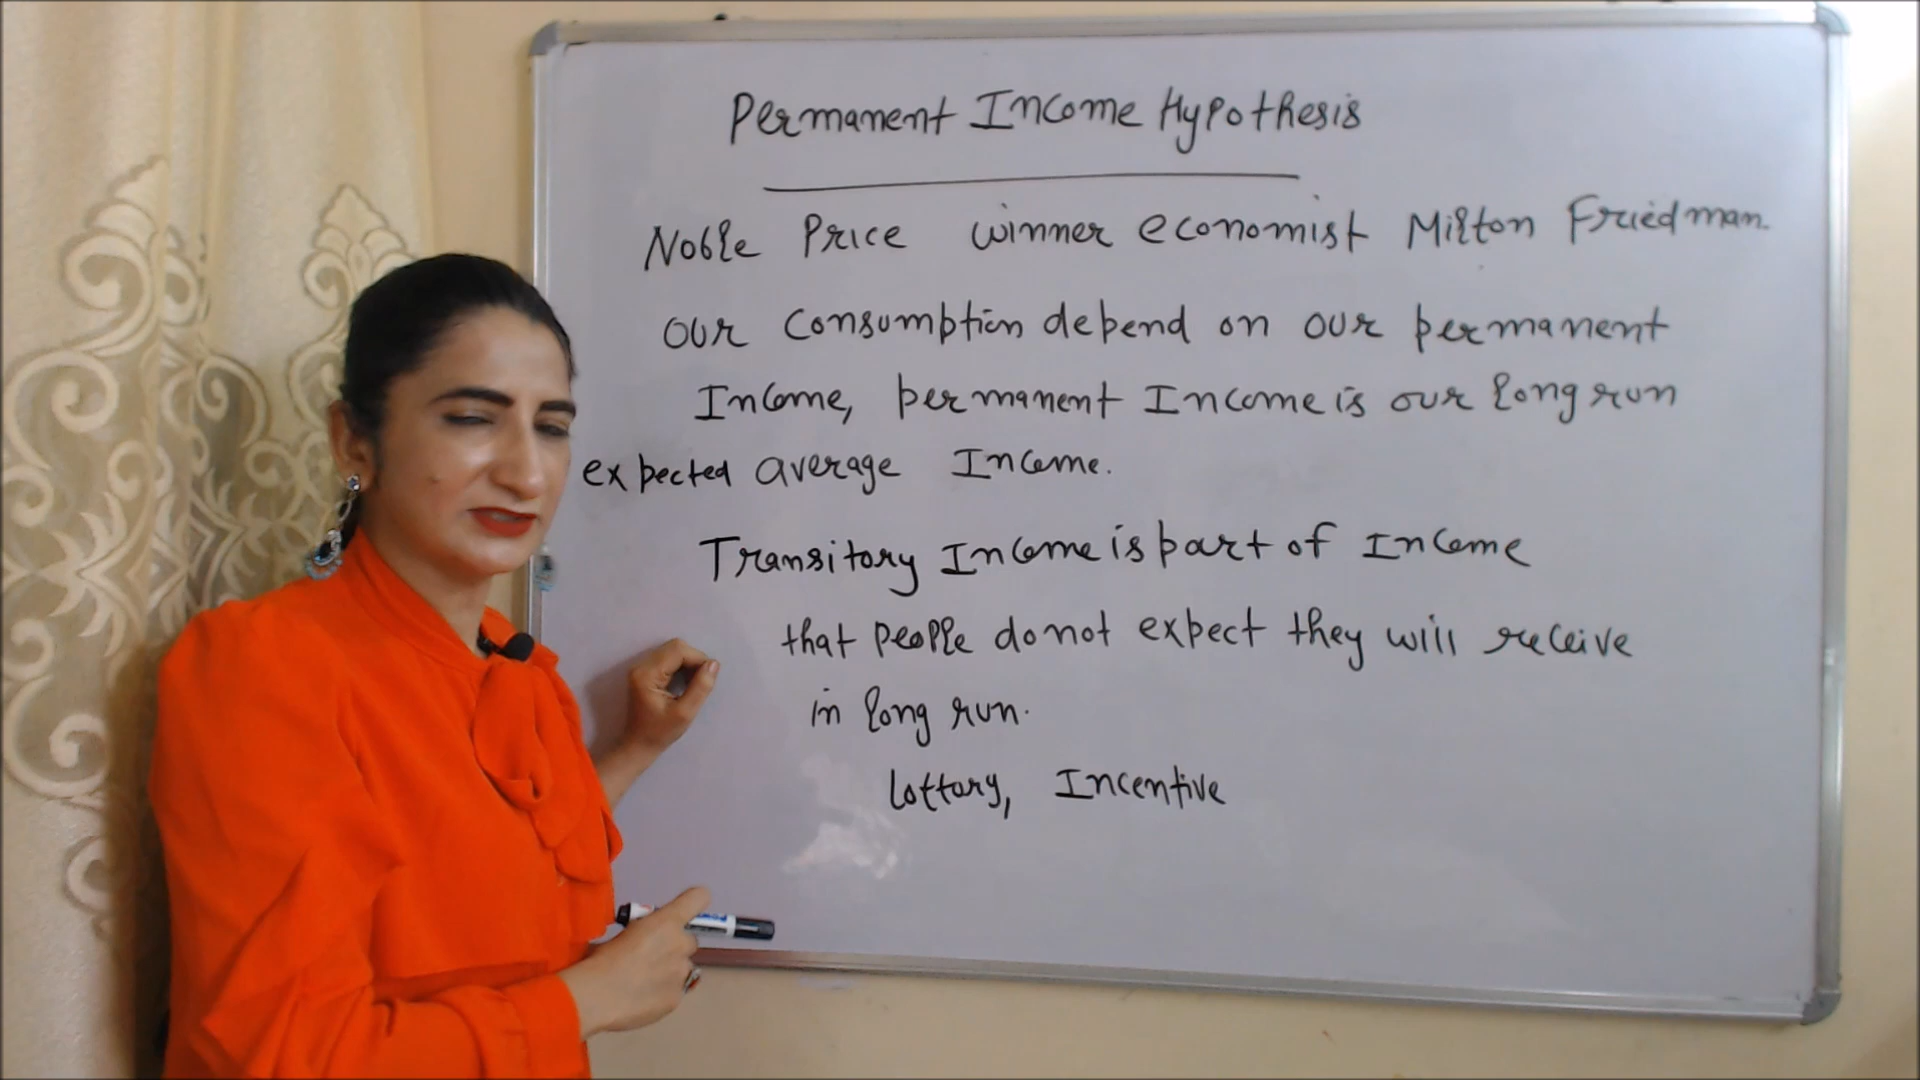 Permanent Income Hypothesis
Noble Price winner economist Milton Friedman.
our consumption depend on our permanent
Income, permanent Income is our long run
expected average Income.
Transitory Income is part of Income
that people do not expect they will receive
in long run.
Lottory, Incentive